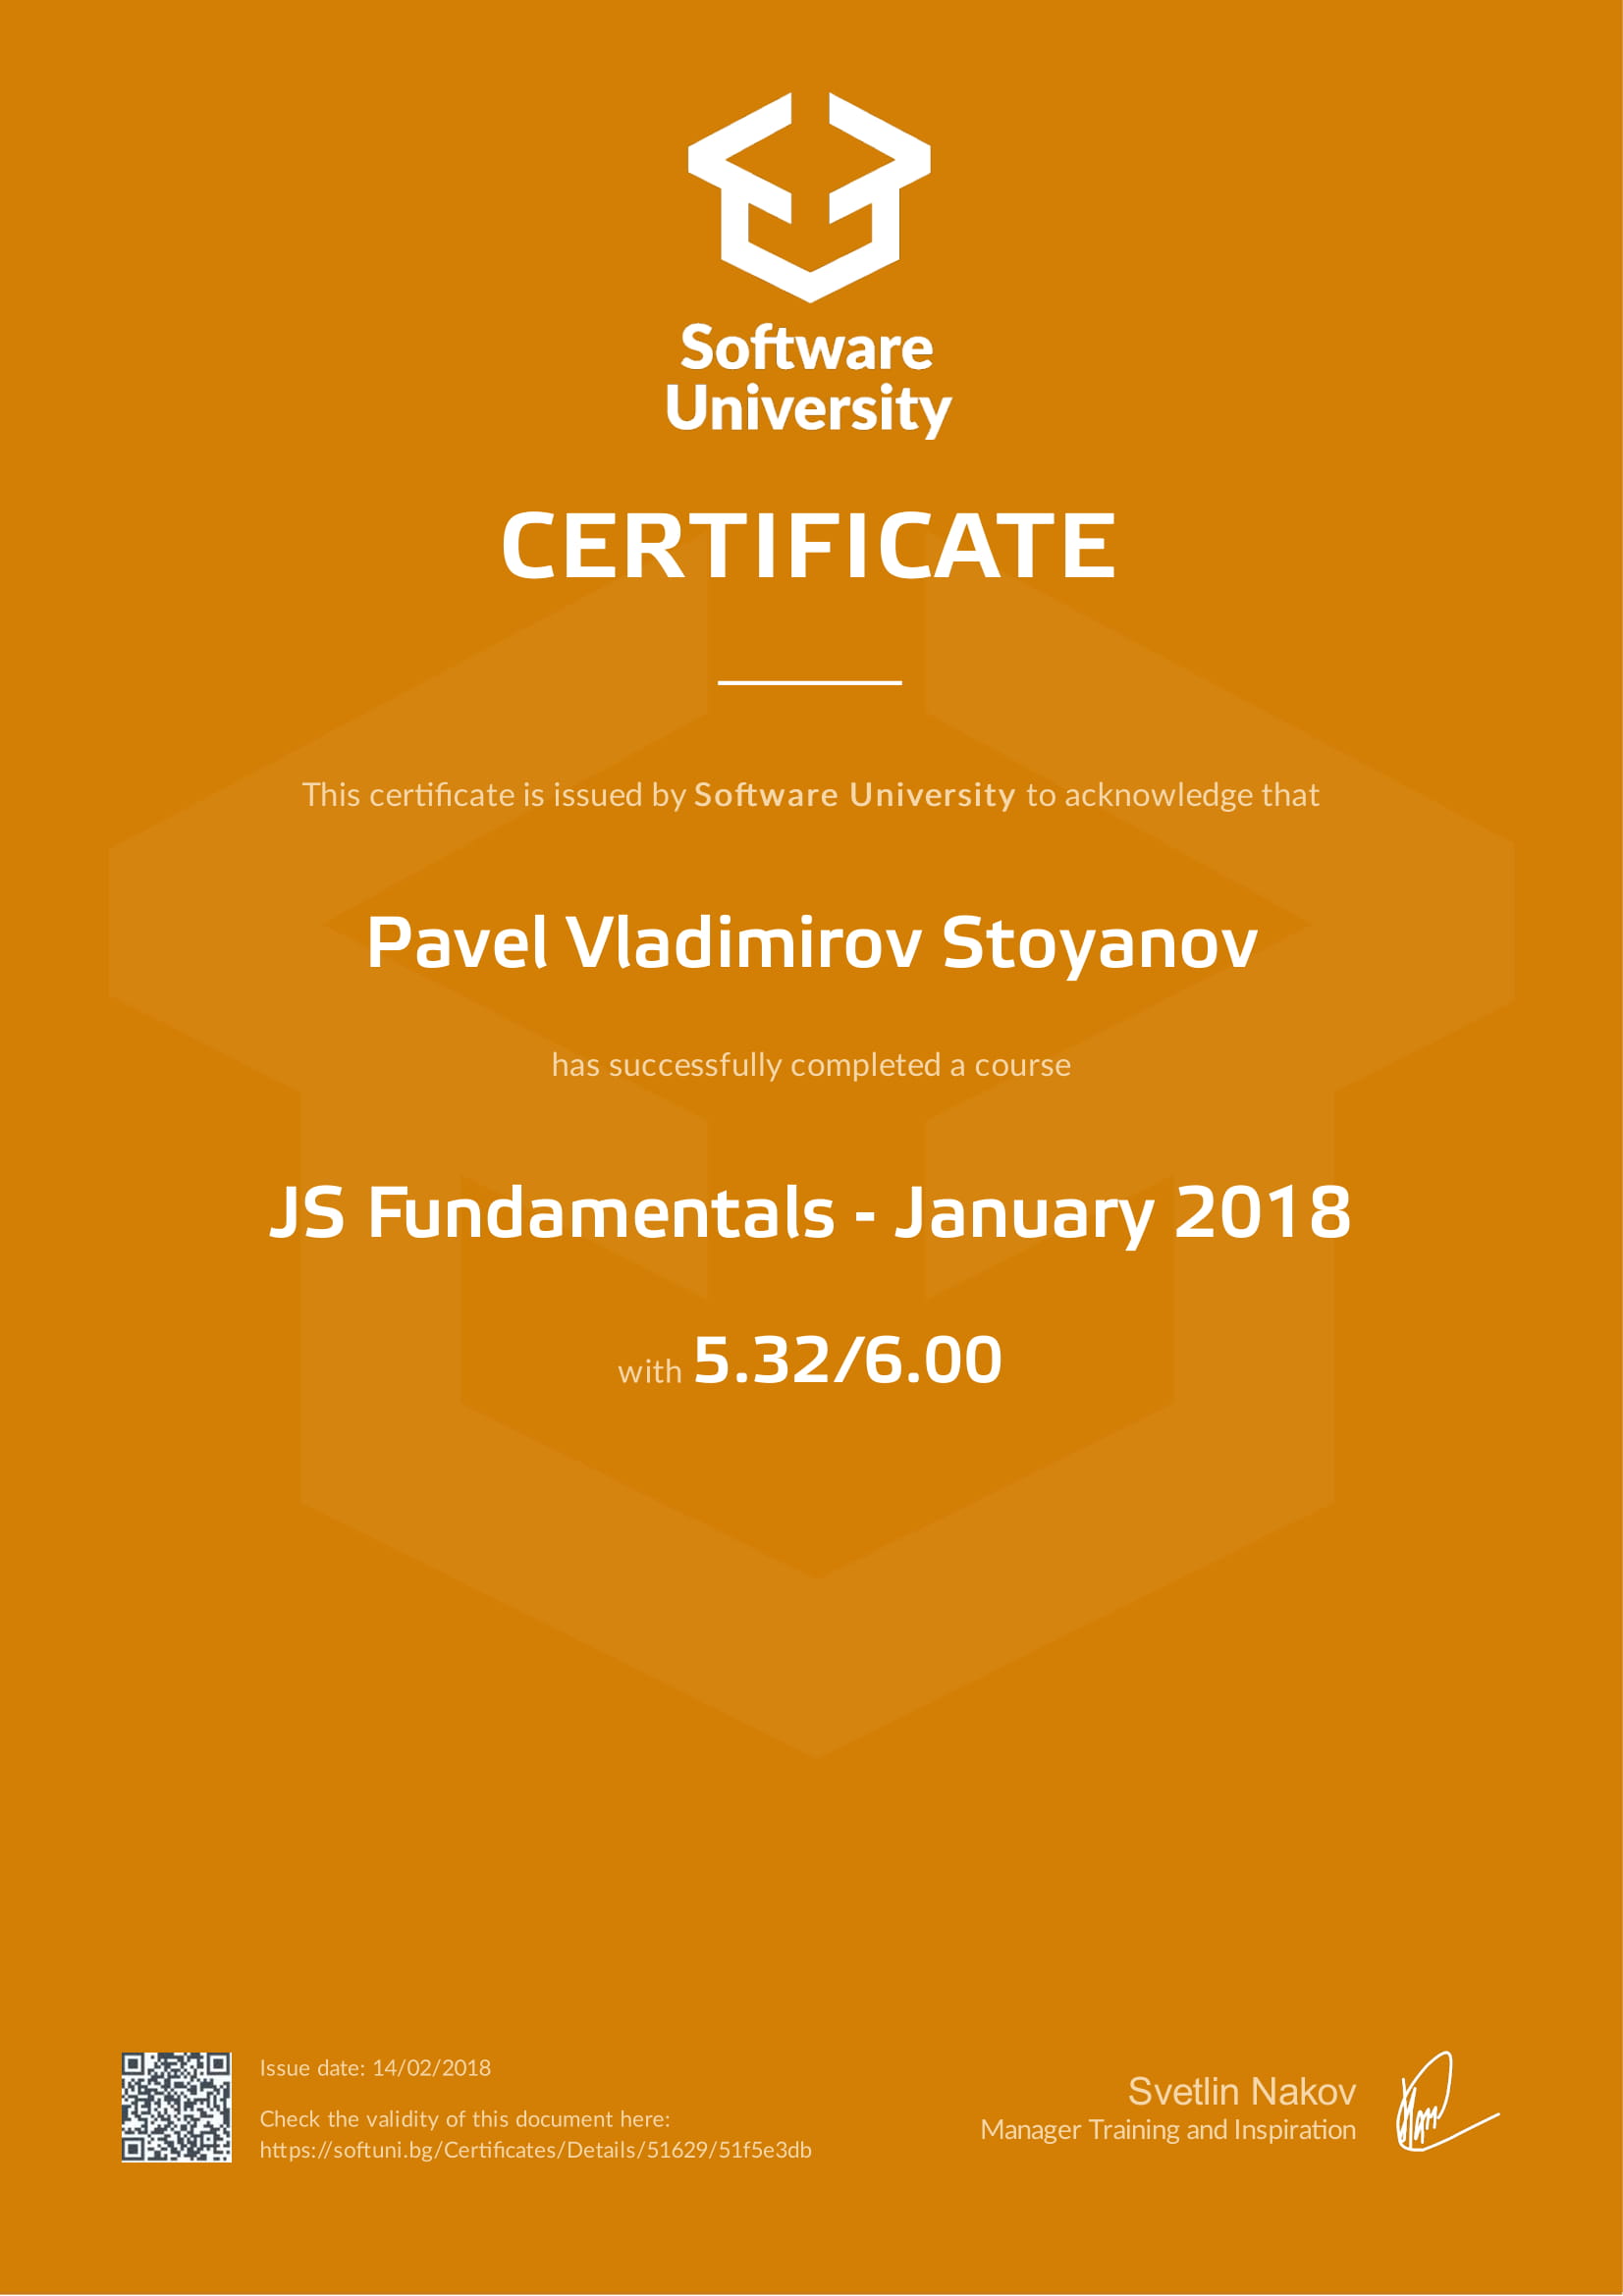 Software
University
CERTIFICATE
This certificate is issued by Software University to acknowledge that
Pavel Vladimirov Stoyanov
has successfully completed a course
JS Fundamentals - January 2018
with 5.32/6.00
Issue date: 14/02/2018
Check the validity of this document here:
https://softuni.bg/Certificates/Details/51629/51f5e3db
Svetlin Nakov
Manager Training and Inspiration